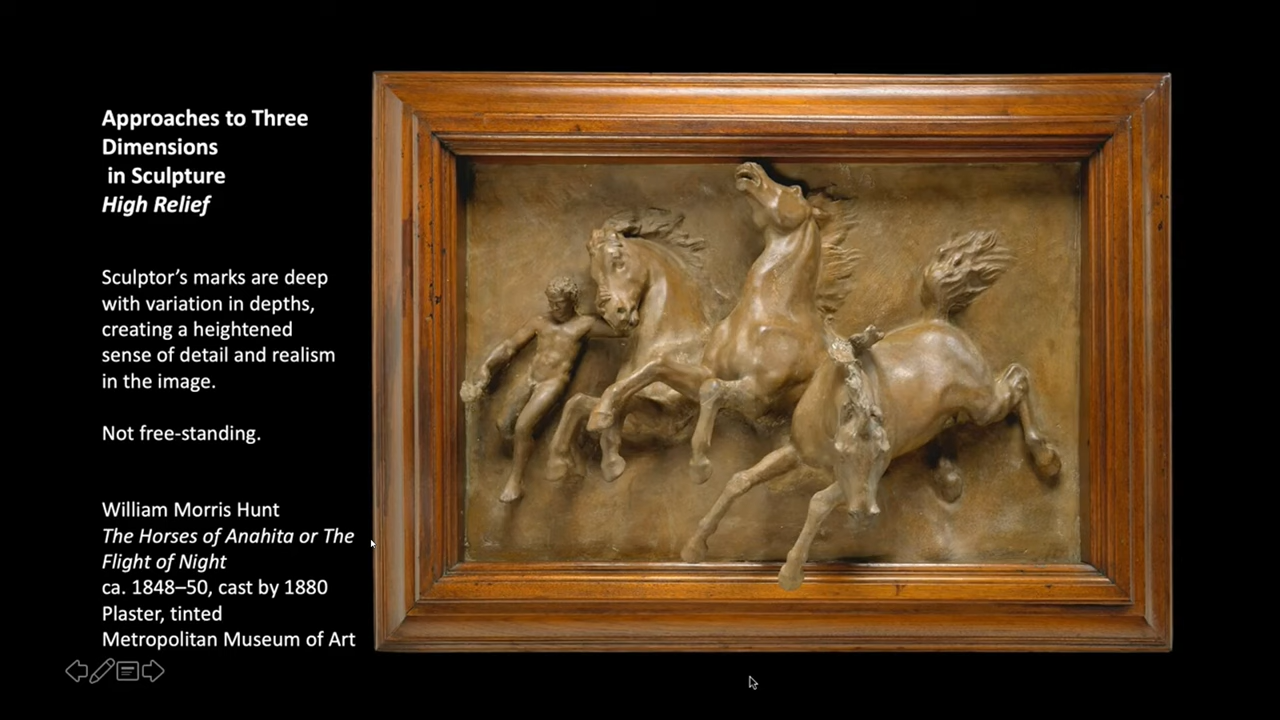 Approaches to Three
Dimensions
in Sculpture
High Relief
Sculptor's marks are deep
with variation in depths,
creating a heightened
sense of detail and realism
in the image.
Not free-standing.
William Morris Hunt
The Horses of Anahita or The
Flight of Night
ca. 1848–50, cast by 1880
Plaster, tinted
Metropolitan Museum of Art